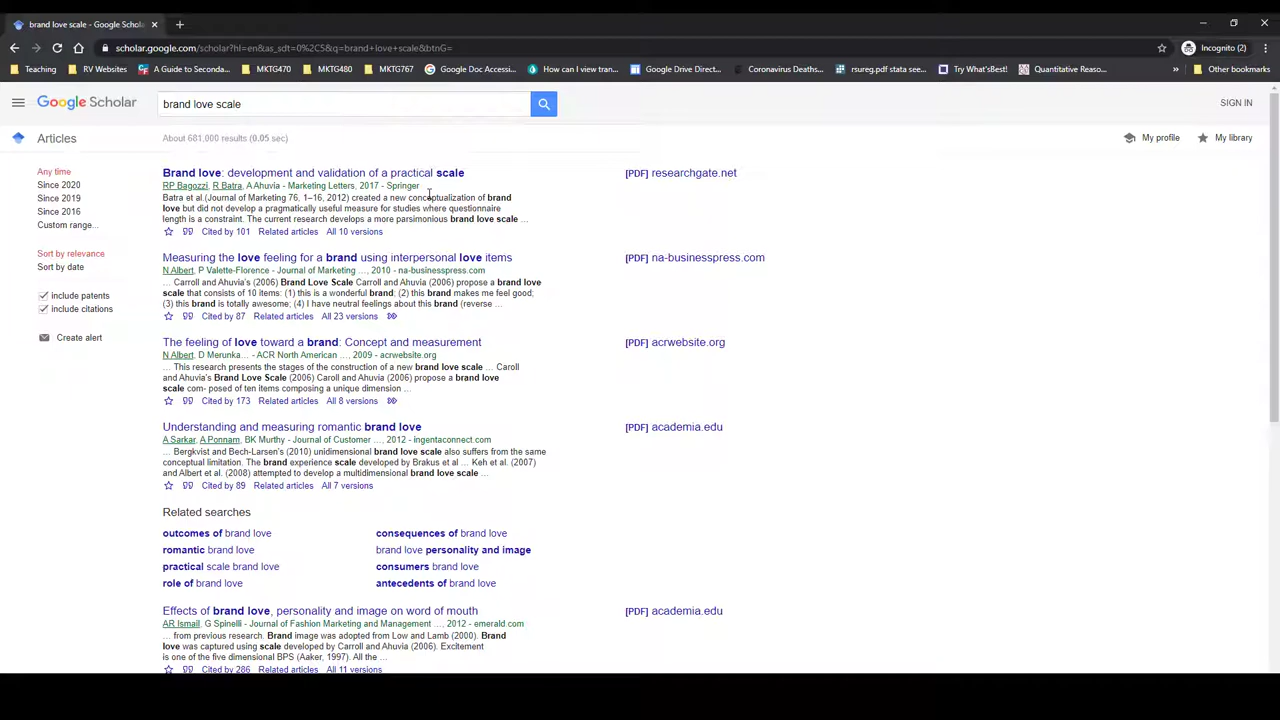 brand love scale - Google Schola
scholar.google.com/scholar?hl=en&as_sdt=0%2C5&q=brand+love+scale&btnG=
Incognito (2)
Teaching
RV Websites
A Guide to Seconda...
MKTG470
MKTG480
MKTG767
Google Doc Accessi...
How can I view tran...
Google Drive Direct...
Coronavirus Deaths...
rsureg.pdf stata see...
Try What'sBest!
Quantitative Reaso...
»
Other bookmarks
Google Scholar
brand love scale
SIGN IN
Articles
About 681,000 results (0.05 sec)
My profile
My library
Any time
Since 2020
Since 2019
Since 2016
Custom range...
Sort by relevance
Sort by date
include patents
include citations
Create alert
Brand love: development and validation of a practical scale
[PDF] researchgate.net
RP Bagozzi, R Batra, A Ahuvia - Marketing Letters, 2017 - Springer
Batra et al.(Journal of Marketing 76, 1–16, 2012) created a new conceptualization of brand
love but did not develop a pragmatically useful measure for studies where questionnaire
length is a constraint. The current research develops a more parsimonious brand love scale ...
Cited by 101 Related articles All 10 versions
Measuring the love feeling for a brand using interpersonal love items
[PDF] na-businesspress.com
N Albert, P Valette-Florence - Journal of Marketing ..., 2010 - na-businesspress.com
... Carroll and Ahuvia's (2006) Brand Love Scale Carroll and Ahuvia (2006) propose a brand love
scale that consists of 10 items: (1) this is a wonderful brand; (2) this brand makes me feel good;
(3) this brand is totally awesome; (4) I have neutral feelings about this brand (reverse ...
Cited by 87 Related articles All 23 versions
The feeling of love toward a brand: Concept and measurement
[PDF] acrwebsite.org
N Albert, D Merunka... - ACR North American ..., 2009 - acrwebsite.org
... This research presents the stages of the construction of a new brand love scale ... Caroll
and Ahuvia's Brand Love Scale (2006) Caroll and Ahuvia (2006) propose a brand love
scale com- posed of ten items composing a unique dimension ...
Cited by 173 Related articles All 8 versions
Understanding and measuring romantic brand love
[PDF] academia.edu
A Sarkar, A Ponnam, BK Murthy - Journal of Customer ..., 2012 - ingentaconnect.com
... Bergkvist and Bech-Larsen's (2010) unidimensional brand love scale also suffers from the same
conceptual limitation. The brand experience scale developed by Brakus et al ... Keh et al. (2007)
and Albert et al. (2008) attempted to develop a multidimensional brand love scale ...
Cited by 89 Related articles All 7 versions
Related searches
outcomes of brand love
consequences of brand love
romantic brand love
brand love personality and image
practical scale brand love
consumers brand love
role of brand love
antecedents of brand love
Effects of brand love, personality and image on word of mouth
[PDF] academia.edu
AR Ismail, G Spinelli - Journal of Fashion Marketing and Management ..., 2012 - emerald.com
... from previous research. Brand image was adopted from Low and Lamb (2000). Brand
love was captured using scale developed by Carroll and Ahuvia (2006). Excitement
is one of the five dimensional BPS (Aaker, 1997). All the ...
Cited by 286 Related articles All 11 versions